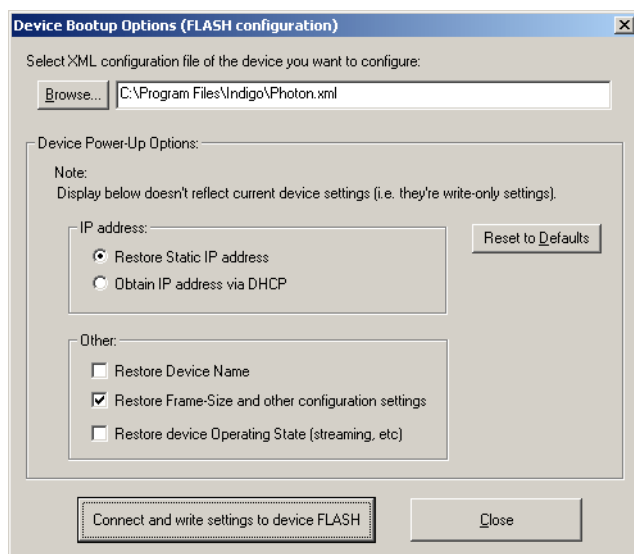 Device Bootup Options (FLASH configuration)
Select XML configuration file of the device you want to configure:
Browse... C:\Program Files\Indigo\Photon.xml
Device Power-Up Options:
Note:
Display below doesn't reflect current device settings (i.e. they're write-only settings).
IP address:
Reset to Defaults
Restore Static IP address
Obtain IP address via DHCP
Other:
Restore Device Name
Restore Frame-Size and other configuration settings
Restore device Operating State (streaming, etc)
Connect and write settings to device FLASH
Close